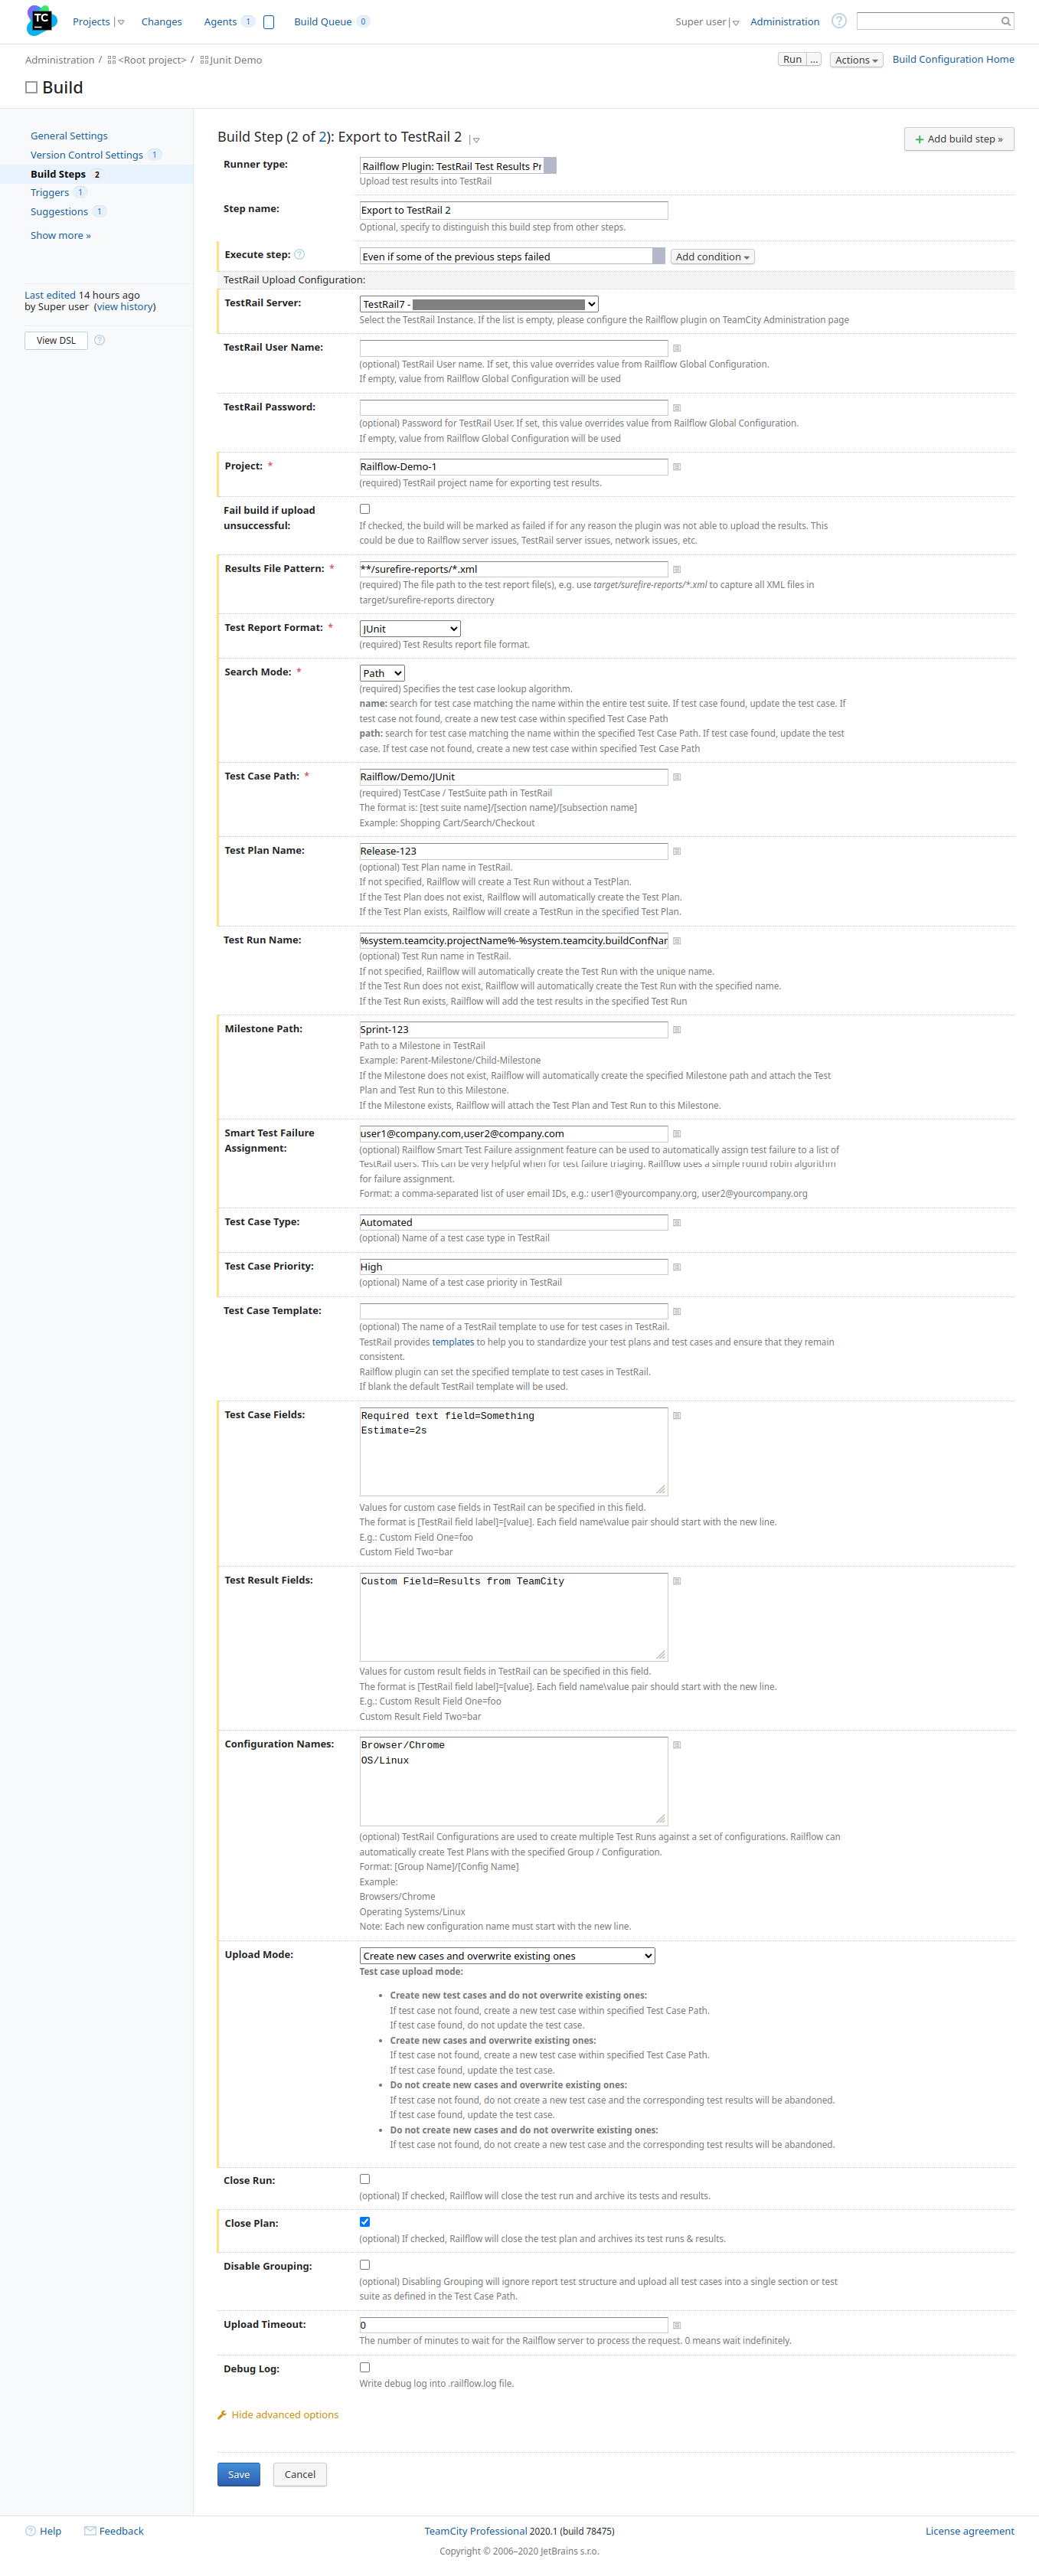 TC
Projects
Changes
Agents 1
Build Queue 0
Super user
Administration
Administration / <Root project> / Junit Demo
Run ...
Actions
Build Configuration Home
Build
General Settings
Version Control Settings 1
Build Steps 2
Triggers 1
Suggestions 1
Show more »
Last edited 14 hours ago
by Super user (view history)
View DSL
Build Step (2 of 2): Export to TestRail 2
+ Add build step »
Runner type:
Railflow Plugin: TestRail Test Results Pr
Upload test results into TestRail
Step name:
Export to TestRail 2
Optional, specify to distinguish this build step from other steps.
Execute step:
Even if some of the previous steps failed
Add condition
TestRail Upload Configuration:
TestRail Server:
TestRail7 -
Select the TestRail Instance. If the list is empty, please configure the Railflow plugin on TeamCity Administration page
TestRail User Name:
(optional) TestRail User name. If set, this value overrides value from Railflow Global Configuration.
If empty, value from Railflow Global Configuration will be used
TestRail Password:
(optional) Password for TestRail User. If set, this value overrides value from Railflow Global Configuration.
If empty, value from Railflow Global Configuration will be used
Project: *
Railflow-Demo-1
(required) TestRail project name for exporting test results.
Fail build if upload
unsuccessful:
If checked, the build will be marked as failed if for any reason the plugin was not able to upload the results. This
could be due to Railflow server issues, TestRail server issues, network issues, etc.
Results File Pattern: *
**/surefire-reports/*.xml
(required) The file path to the test report file(s), e.g. use target/surefire-reports/*.xml to capture all XML files in
target/surefire-reports directory
Test Report Format: *
JUnit
(required) Test Results report file format.
Search Mode: *
Path
(required) Specifies the test case lookup algorithm.
name: search for test case matching the name within the entire test suite. If test case found, update the test case. If
test case not found, create a new test case within specified Test Case Path
path: search for test case matching the name within the specified Test Case Path. If test case found, update the test
case. If test case not found, create a new test case within specified Test Case Path
Test Case Path: *
Railflow/Demo/JUnit
(required) TestCase / TestSuite path in TestRail
The format is: [test suite name]/[section name]/[subsection name]
Example: Shopping Cart/Search/Checkout
Test Plan Name:
Release-123
(optional) Test Plan name in TestRail.
If not specified, Railflow will create a Test Run without a TestPlan.
If the Test Plan does not exist, Railflow will automatically create the Test Plan.
If the Test Plan exists, Railflow will create a TestRun in the specified Test Plan.
Test Run Name:
%system.teamcity.projectName%-%system.teamcity.buildConfNar
(optional) Test Run name in TestRail.
If not specified, Railflow will automatically create the Test Run with the unique name.
If the Test Run does not exist, Railflow will automatically create the Test Run with the specified name.
If the Test Run exists, Railflow will add the test results in the specified Test Run
Milestone Path:
Sprint-123
Path to a Milestone in TestRail
Example: Parent-Milestone/Child-Milestone
If the Milestone does not exist, Railflow will automatically create the specified Milestone path and attach the Test
Plan and Test Run to this Milestone.
If the Milestone exists, Railflow will attach the Test Plan and Test Run to this Milestone.
Smart Test Failure
Assignment:
user1@company.com,user2@company.com
(optional) Railflow Smart Test Failure assignment feature can be used to automatically assign test failure to a list of
TestRail users. This can be very helpful when for test failure triaging. Railflow uses a simple round robin algorithm
for failure assignment.
Format: a comma-separated list of user email IDs, e.g.: user1@yourcompany.org, user2@yourcompany.org
Test Case Type:
Automated
(optional) Name of a test case type in TestRail
Test Case Priority:
High
(optional) Name of a test case priority in TestRail
Test Case Template:
(optional) The name of a TestRail template to use for test cases in TestRail.
TestRail provides templates to help you to standardize your test plans and test cases and ensure that they remain
consistent.
Railflow plugin can set the specified template to test cases in TestRail.
If blank the default TestRail template will be used.
Test Case Fields:
Required text field=Something
Estimate=2s
Values for custom case fields in TestRail can be specified in this field.
The format is [TestRail field label]=[value]. Each field name\value pair should start with the new line.
E.g.: Custom Field One=foo
Custom Field Two=bar
Test Result Fields:
Custom Field=Results from TeamCity
Values for custom result fields in TestRail can be specified in this field.
The format is [TestRail field label]=[value]. Each field name\value pair should start with the new line.
E.g.: Custom Result Field One=foo
Custom Result Field Two=bar
Configuration Names:
Browser/Chrome
OS/Linux
(optional) TestRail Configurations are used to create multiple Test Runs against a set of configurations. Railflow can
automatically create Test Plans with the specified Group / Configuration.
Format: [Group Name]/[Config Name]
Example:
Browsers/Chrome
Operating Systems/Linux
Note: Each new configuration name must start with the new line.
Upload Mode:
Create new cases and overwrite existing ones
Test case upload mode:
• Create new test cases and do not overwrite existing ones:
If test case not found, create a new test case within specified Test Case Path.
If test case found, do not update the test case.
• Create new cases and overwrite existing ones:
If test case not found, create a new test case within specified Test Case Path.
If test case found, update the test case.
• Do not create new cases and overwrite existing ones:
If test case not found, do not create a new test case and the corresponding test results will be abandoned.
If test case found, update the test case.
• Do not create new cases and do not overwrite existing ones:
If test case not found, do not create a new test case and the corresponding test results will be abandoned.
Close Run:
(optional) If checked, Railflow will close the test run and archive its tests and results.
Close Plan:
(optional) If checked, Railflow will close the test plan and archives its test runs & results.
Disable Grouping:
(optional) Disabling Grouping will ignore report test structure and upload all test cases into a single section or test
suite as defined in the Test Case Path.
Upload Timeout:
0
The number of minutes to wait for the Railflow server to process the request. 0 means wait indefinitely.
Debug Log:
Write debug log into .railflow.log file.
Hide advanced options
Save
Cancel
Help
Feedback
TeamCity Professional 2020.1 (build 78475)
License agreement
Copyright © 2006–2020 JetBrains s.r.o.